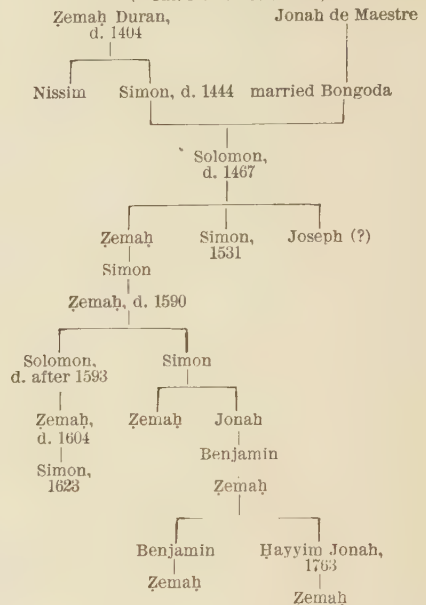 Ẓemaḥ Duran, Jonah de Maestre
d. 1404
Nissim Simon, d. 1444 married Bongoda
Solomon,
d. 1467
Ẓemaḥ Simon, Joseph (?)
1531
Simon
Ẓemaḥ, d. 1590
Solomon, Simon
d. after 1593
Ẓemaḥ, Ẓemaḥ Jonah
d. 1604
Benjamin
Simon,
1623
Ẓemaḥ
Benjamin Ḥayyim Jonah,
1763
Ẓemaḥ
Ẓemaḥ